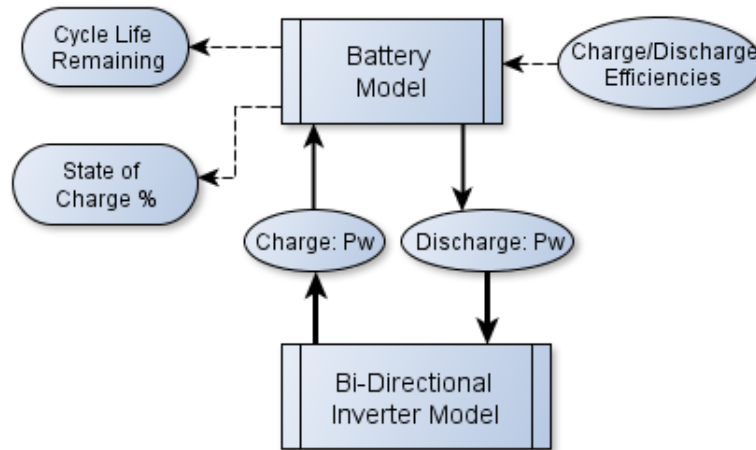 Cycle Life
Remaining
Battery
Model
Charge/Discharge
Efficiencies
State of
Charge %
Charge: Pw
Discharge: Pw
Bi-Directional
Inverter Model